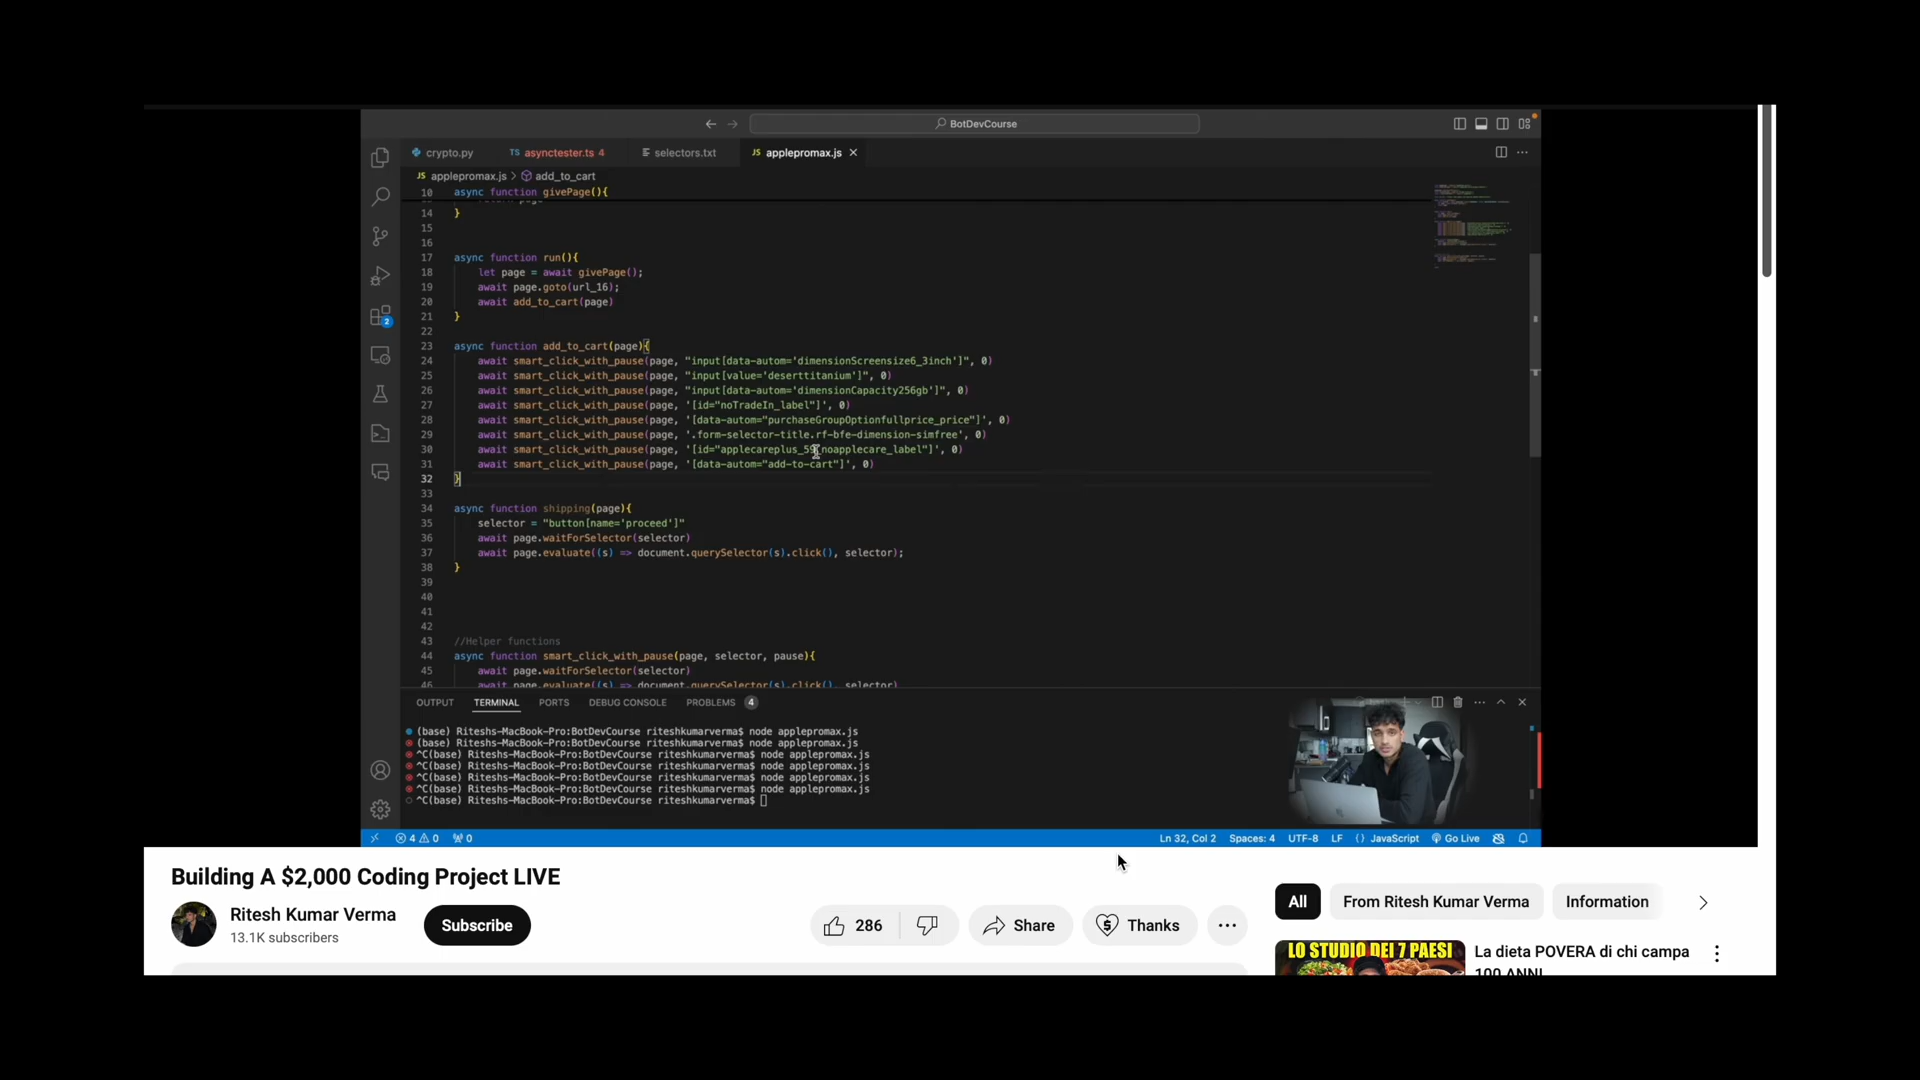 BotDevCourse
crypto.py
TS asynctester.ts 4
selectors.txt
JS applepromax.js
JS applepromax.js > add_to_cart
10 async function givePage(){
14 }
15
16
17 async function run(){
18 let page = await givePage();
19 await page.goto(url_16);
20 await add_to_cart(page)
21 }
22
23 async function add_to_cart(page){
24 await smart_click_with_pause(page, "input[data-autom='dimensionScreensize6_3inch']", 0)
25 await smart_click_with_pause(page, "input[value='deserttitanium']", 0)
26 await smart_click_with_pause(page, "input[data-autom='dimensionCapacity256gb']", 0)
27 await smart_click_with_pause(page, '[id="noTradeIn_label"]', 0)
28 await smart_click_with_pause(page, '[data-autom="purchaseGroupOptionfullprice_price"]', 0)
29 await smart_click_with_pause(page, '.form-selector-title.rf-bfe-dimension-simfree', 0)
30 await smart_click_with_pause(page, '[id="applecareplus_59_noapplecare_label"]', 0)
31 await smart_click_with_pause(page, '[data-autom="add-to-cart"]', 0)
32 }
33
34 async function shipping(page){
35 selector = "button[name='proceed']"
36 await page.waitForSelector(selector)
37 await page.evaluate((s) => document.querySelector(s).click(), selector);
38 }
39
40
41
42
43 //Helper functions
44 async function smart_click_with_pause(page, selector, pause){
45 await page.waitForSelector(selector)
46 await page.evaluate((s) => document.querySelector(s).click(), selector)
2
OUTPUT TERMINAL PORTS DEBUG CONSOLE PROBLEMS 4
(base) Riteshs-MacBook-Pro:BotDevCourse riteshkumarverma$ node applepromax.js
(base) Riteshs-MacBook-Pro:BotDevCourse riteshkumarverma$ node applepromax.js
^C(base) Riteshs-MacBook-Pro:BotDevCourse riteshkumarverma$ node applepromax.js
^C(base) Riteshs-MacBook-Pro:BotDevCourse riteshkumarverma$ node applepromax.js
^C(base) Riteshs-MacBook-Pro:BotDevCourse riteshkumarverma$ node applepromax.js
^C(base) Riteshs-MacBook-Pro:BotDevCourse riteshkumarverma$ node applepromax.js
^C(base) Riteshs-MacBook-Pro:BotDevCourse riteshkumarverma$
4 0 0 Ln 32, Col 2 Spaces: 4 UTF-8 LF {} JavaScript Go Live
Building A $2,000 Coding Project LIVE
Ritesh Kumar Verma
13.1K subscribers
Subscribe
286
Share
Thanks
All
From Ritesh Kumar Verma
Information
LO STUDIO DEI 7 PAESI
La dieta POVERA di chi campa
100 ANNI